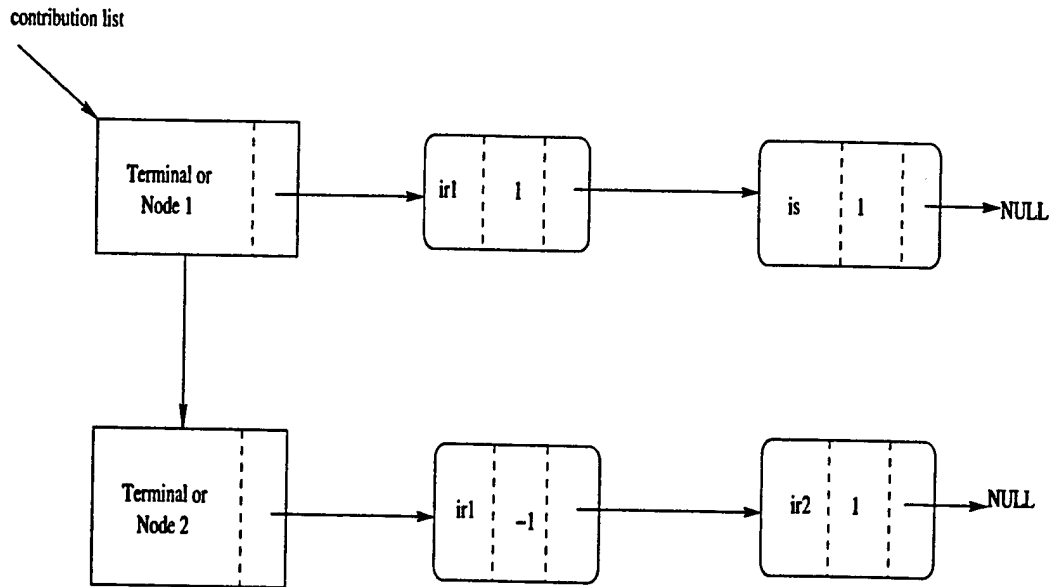 contribution list
Terminal or
Node 1
ir1
1
is
1
NULL
Terminal or
Node 2
ir1
-1
ir2
1
NULL